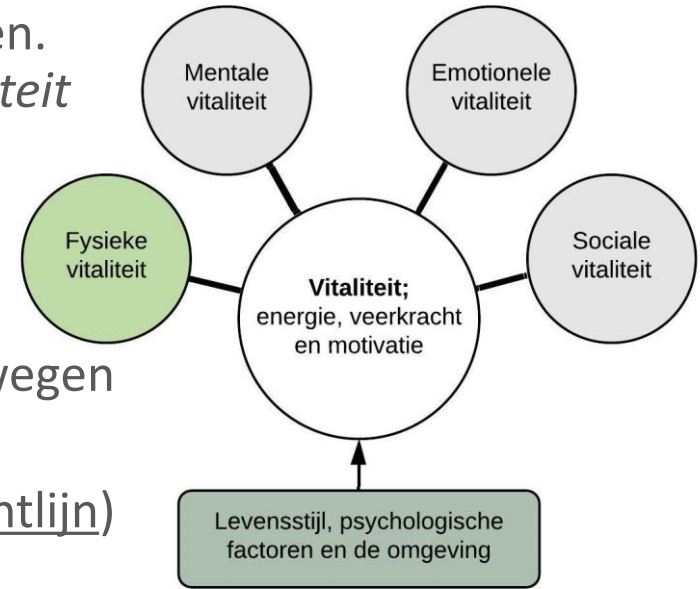 en.
teit
Mentale
vitaliteit
Emotionele
vitaliteit
Fysieke
vitaliteit
Sociale
vitaliteit
Vitaliteit;
energie, veerkracht
en motivatie
wegen
ntlijn)
Levensstijl, psychologische
factoren en de omgeving